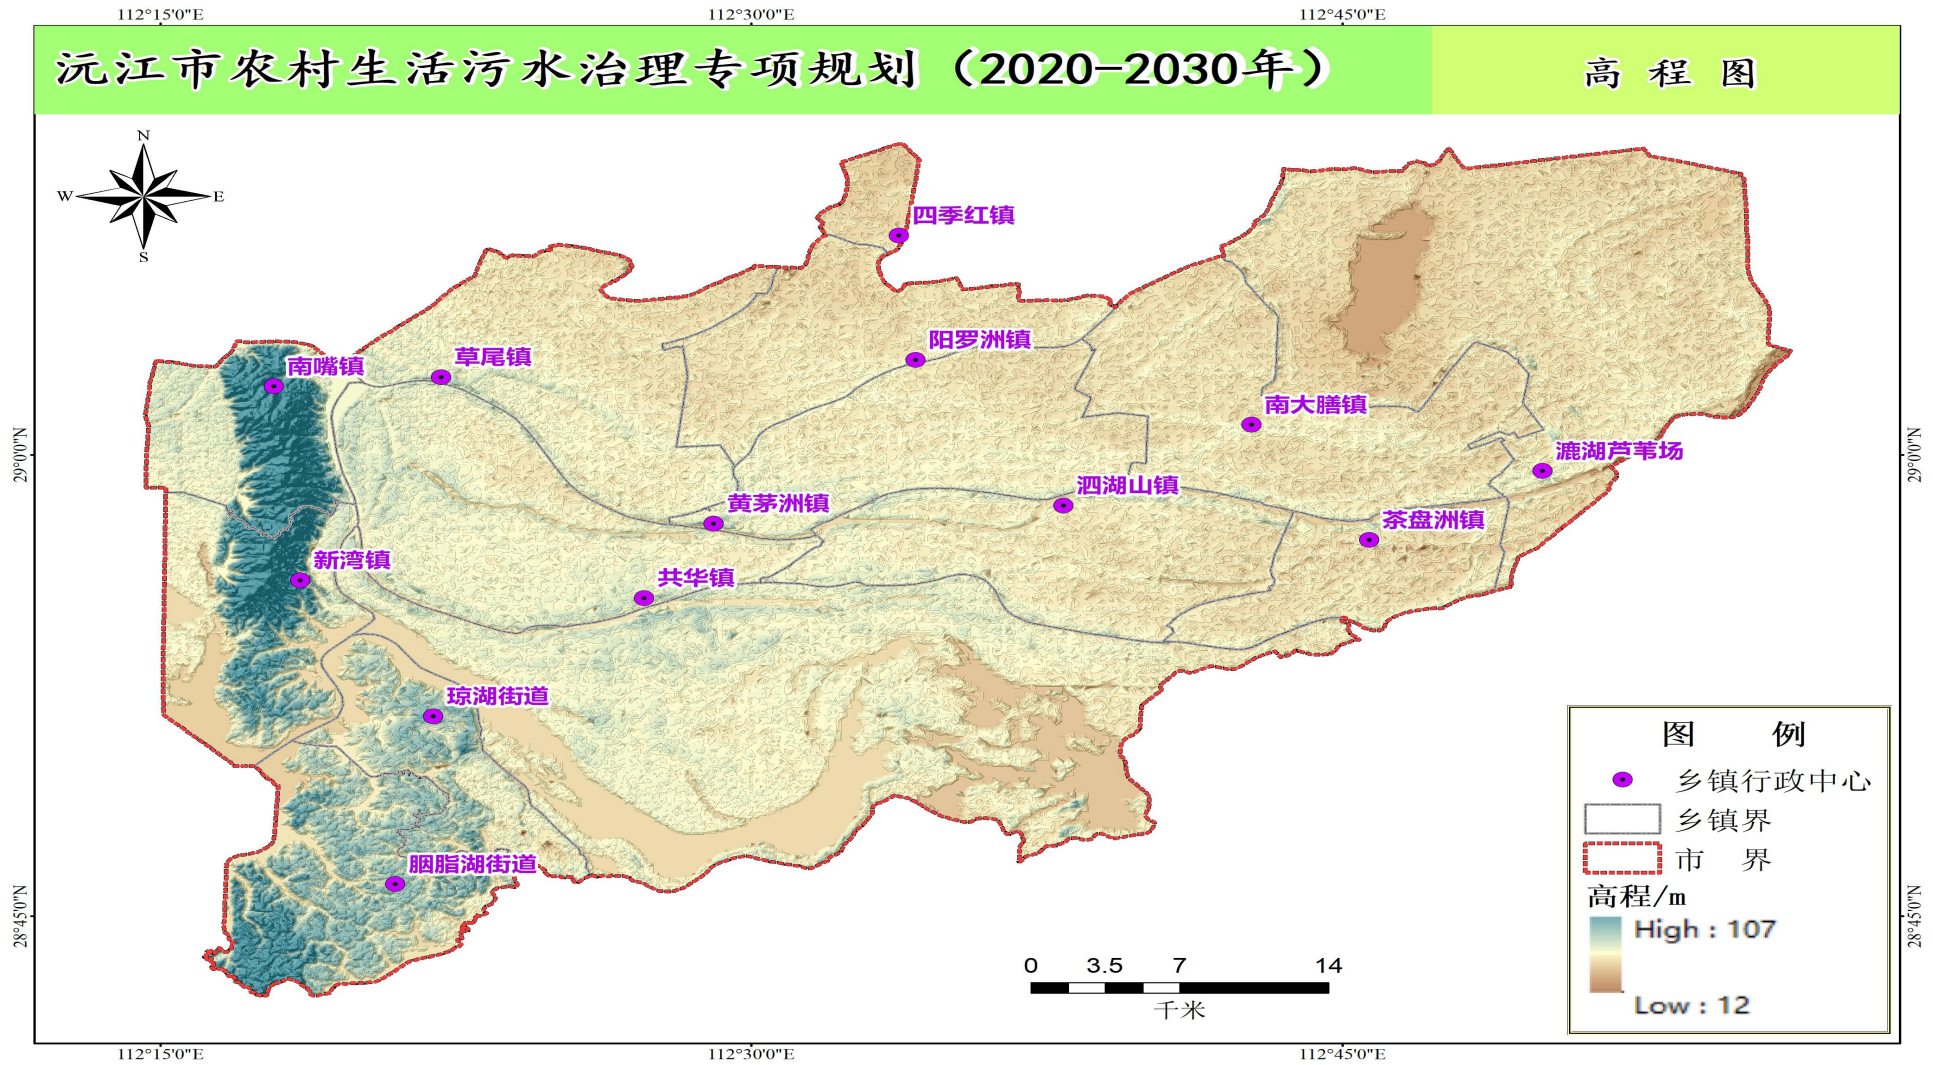 112°15'0"E
112°30'0"E
112°45'0"E
沅江市农村生活污水治理专项规划（2020-2030年）
高 程 图
N
W
E
S
四季红镇
阳罗洲镇
草尾镇
南嘴镇
南大膳镇
漉湖芦苇场
泗湖山镇
黄茅洲镇
茶盘洲镇
新湾镇
共华镇
琼湖街道
胭脂湖街道
29°0'0"N
29°0'0"N
28°45'0"N
28°45'0"N
图 例
乡镇行政中心
乡镇界
市 界
高程/m
High : 107
Low : 12
0 3.5 7 14
千米
112°15'0"E
112°30'0"E
112°45'0"E